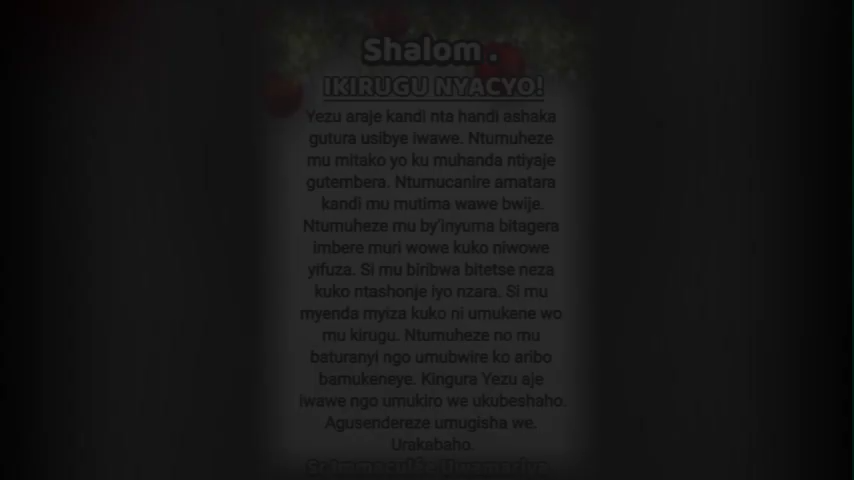 Shalom .
IKIRUGU NYACYO!
Yezu araje kandi nta handi ashaka
gutura usibye iwawe. Ntumuheze
mu mitako yo ku muhanda ntiyaje
gutembera. Ntumucanire amatara
kandi mu mutima wawe bwije.
Ntumuheze mu by'inyuma bitagera
imbere muri wowe kuko niwowe
yifuza. Si mu biribwa bitetse neza
kuko ntashonje iyo nzara. Si mu
myenda myiza kuko ni umukene wo
mu kirugu. Ntumuheze no mu
baturanyi ngo umubwire ko aribo
bamukeneye. Kingura Yezu aje
iwawe ngo umukiro we ukubeshaho.
Agusendereze umugisha we.
Urakabaho.